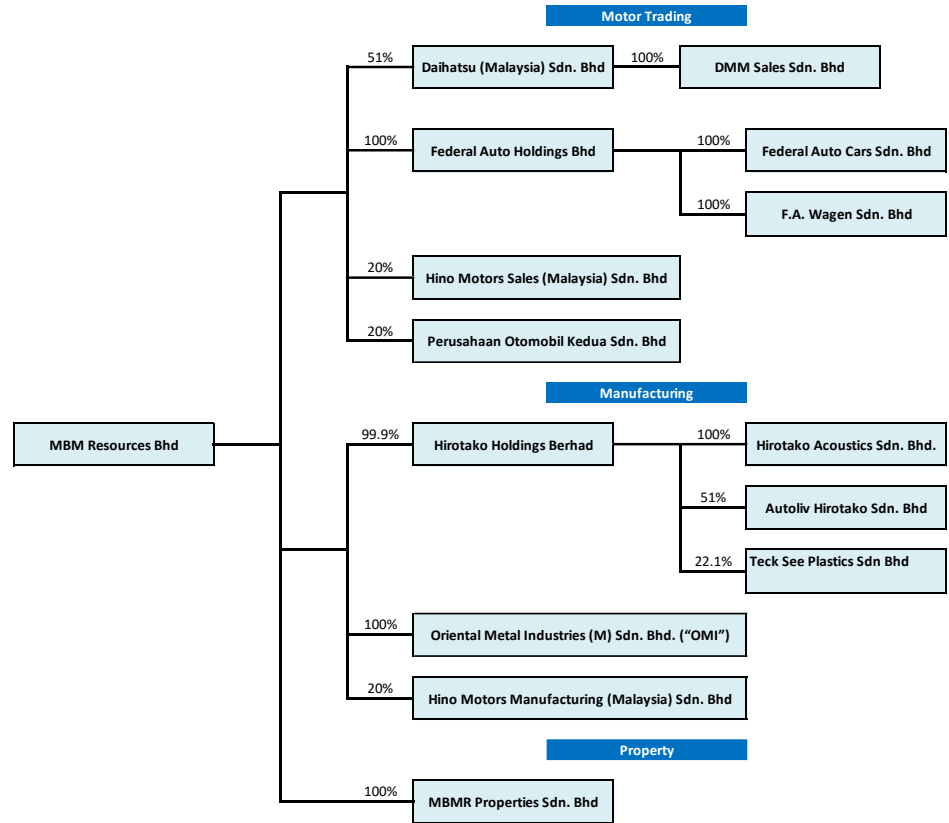 Motor Trading
51%
Daihatsu (Malaysia) Sdn. Bhd
100%
DMM Sales Sdn. Bhd
100%
Federal Auto Holdings Bhd
100%
Federal Auto Cars Sdn. Bhd
100%
F.A. Wagen Sdn. Bhd
20%
Hino Motors Sales (Malaysia) Sdn. Bhd
20%
Perusahaan Otomobil Kedua Sdn. Bhd
Manufacturing
MBM Resources Bhd
99.9%
Hirotako Holdings Berhad
100%
Hirotako Acoustics Sdn. Bhd.
51%
Autoliv Hirotako Sdn. Bhd
22.1%
Teck See Plastics Sdn Bhd
100%
Oriental Metal Industries (M) Sdn. Bhd. (“OMI”)
20%
Hino Motors Manufacturing (Malaysia) Sdn. Bhd
Property
100%
MBMR Properties Sdn. Bhd